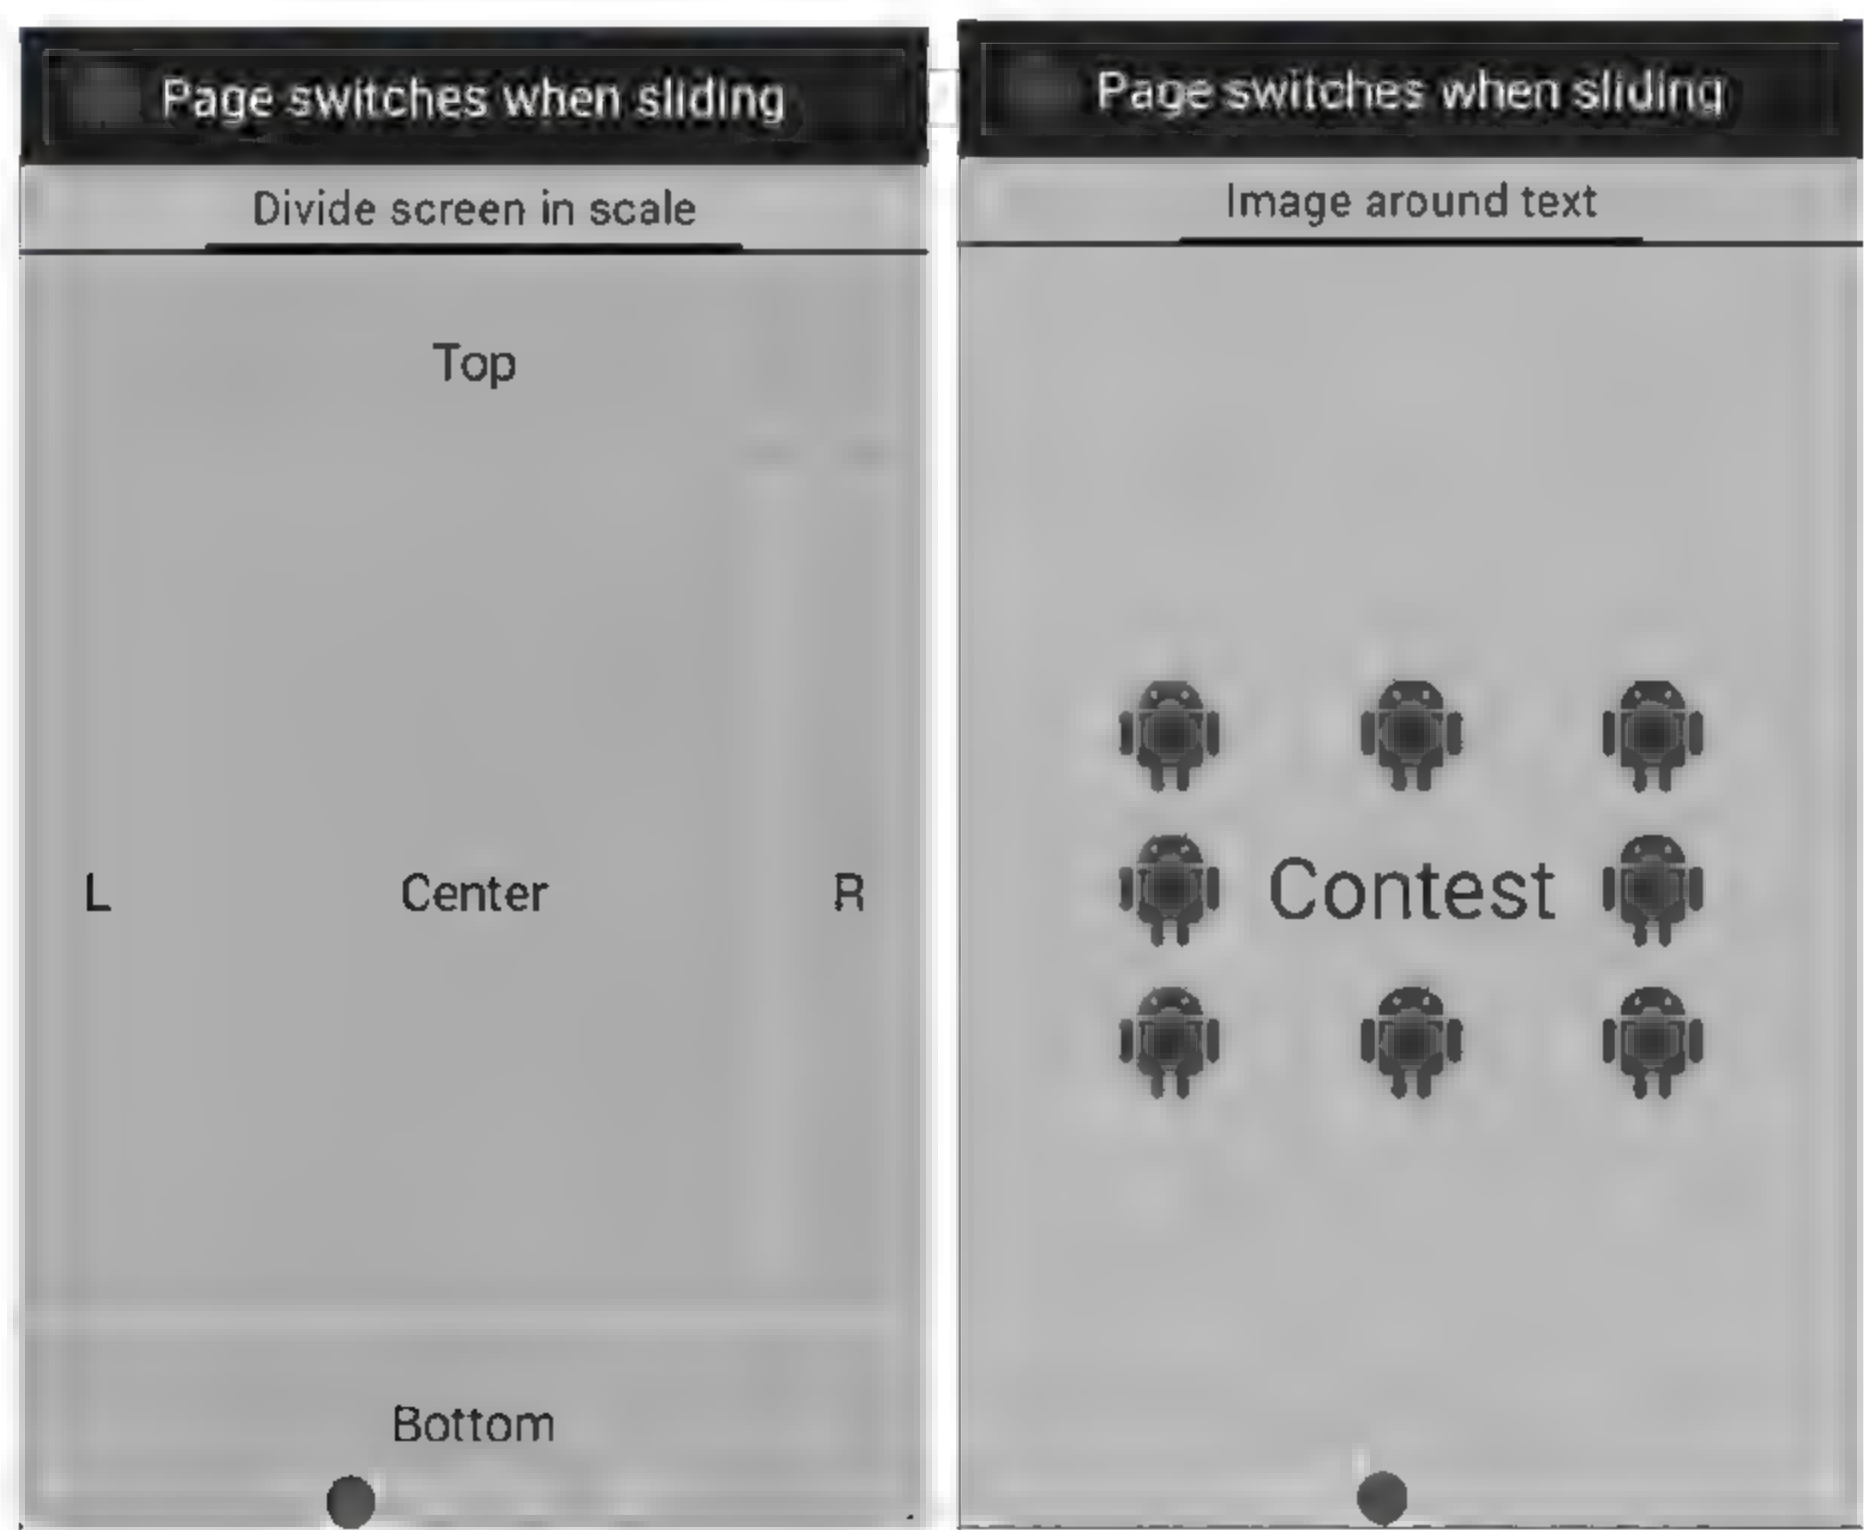 Page switches when sliding
Divide screen in scale
Top
L Center R
Bottom
Page switches when sliding
Image around text
Contest